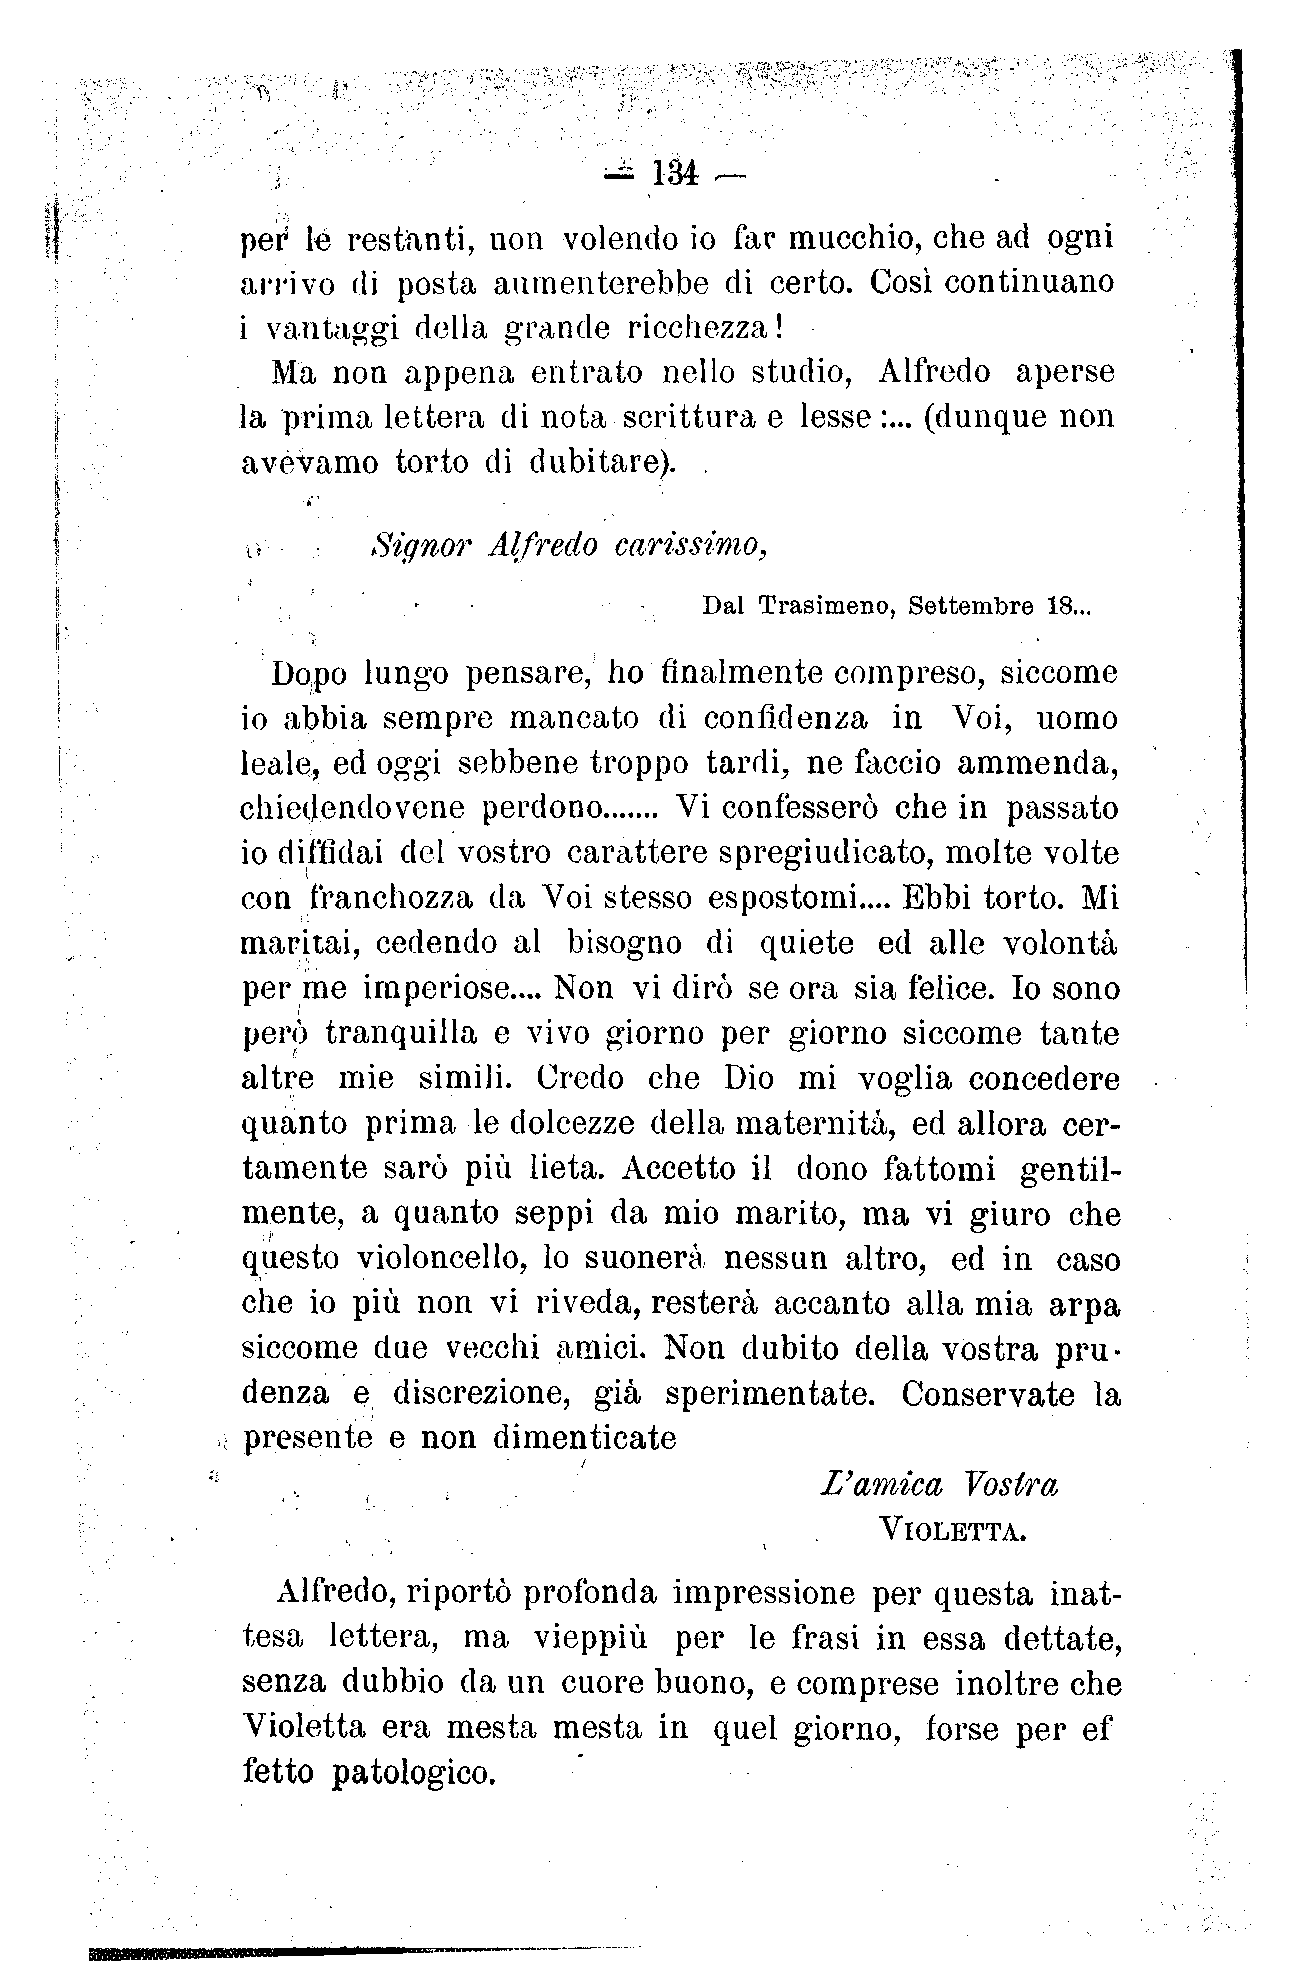 — 134 —
per le restanti, non volendo io far mucchio, che ad ogni
arrivo di posta aumenterebbe di certo. Così continuano
i vantaggi della grande ricchezza!
Ma non appena entrato nello studio, Alfredo aperse
la prima lettera di nota scrittura e lesse:... (dunque non
avevamo torto di dubitare).
Signor Alfredo carissimo,
Dal Trasimeno, Settembre 18...
Dopo lungo pensare, ho finalmente compreso, siccome
io abbia sempre mancato di confidenza in Voi, uomo
leale, ed oggi sebbene troppo tardi, ne faccio ammenda,
chiedendovene perdono....... Vi confesserò che in passato
io diffidai del vostro carattere spregiudicato, molte volte
con franchozza da Voi stesso espostomi.... Ebbi torto. Mi
maritai, cedendo al bisogno di quiete ed alle volontà
per me imperiose.... Non vi dirò se ora sia felice. Io sono
però tranquilla e vivo giorno per giorno siccome tante
altre mie simili. Credo che Dio mi voglia concedere
quanto prima le dolcezze della maternità, ed allora cer-
tamente sarò più lieta. Accetto il dono fattomi gentil-
mente, a quanto seppi da mio marito, ma vi giuro che
questo violoncello, lo suonerà nessun altro, ed in caso
che io più non vi riveda, resterà accanto alla mia arpa
siccome due vecchi amici. Non dubito della vostra pru-
denza e discrezione, già sperimentate. Conservate la
presente e non dimenticate
L'amica Vostra
VIOLETTA.
Alfredo, riportò profonda impressione per questa inat-
tesa lettera, ma vieppiù per le frasi in essa dettate,
senza dubbio da un cuore buono, e comprese inoltre che
Violetta era mesta mesta in quel giorno, forse per ef
fetto patologico.